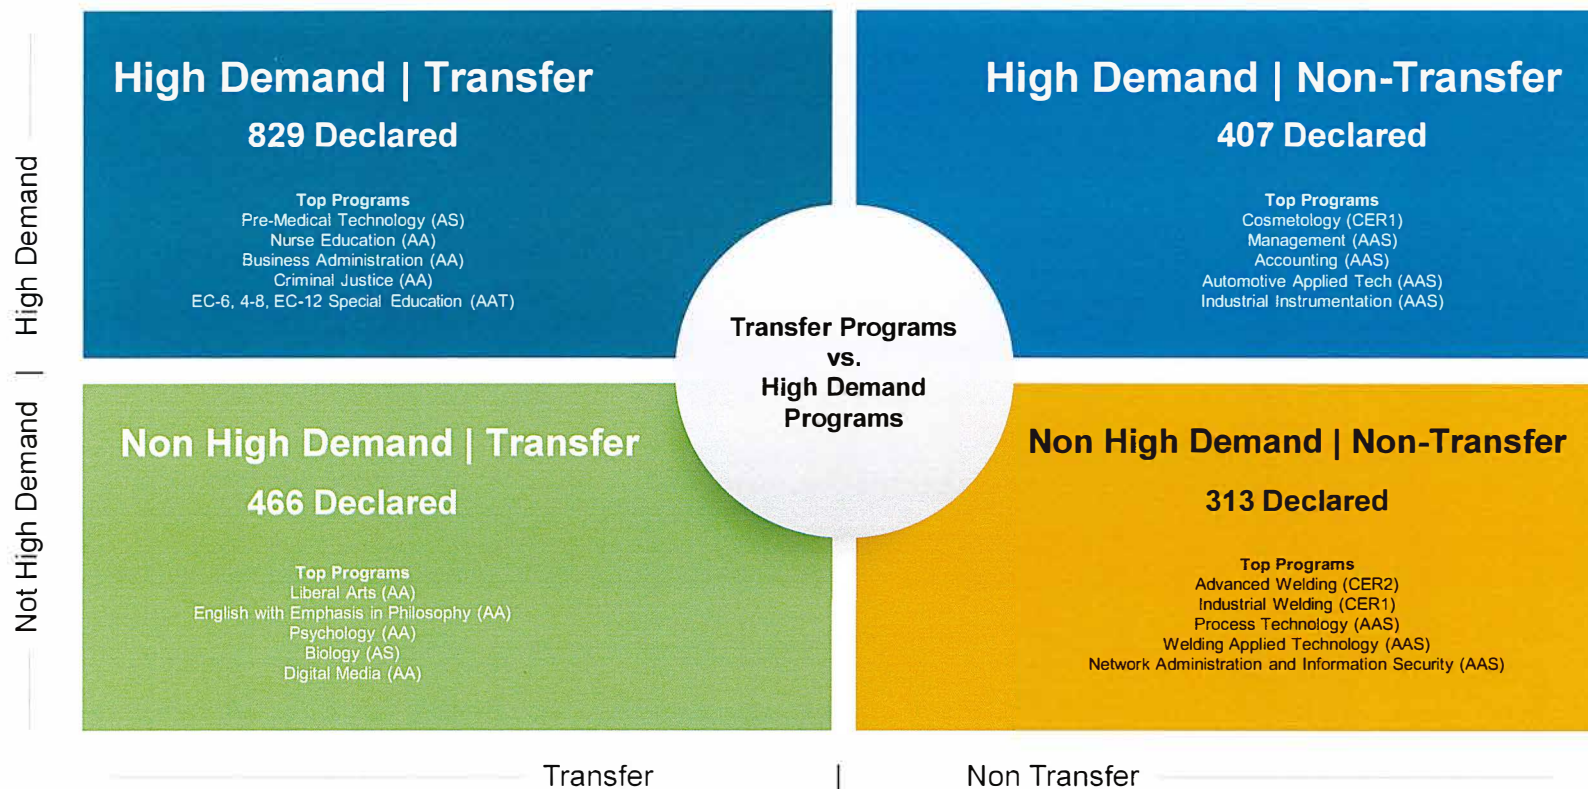 High Demand | Transfer
829 Declared
Top Programs
Pre-Medical Technology (AS)
Nurse Education (AA)
Business Administration (AA)
Criminal Justice (AA)
EC-6, 4-8, EC-12 Special Education (AAT)
High Demand | Non-Transfer
407 Declared
Top Programs
Cosmetology (CER1)
Management (AAS)
Accounting (AAS)
Automotive Applied Tech (AAS)
Industrial Instrumentation (AAS)
Transfer Programs
vs.
High Demand
Programs
Non High Demand | Transfer
466 Declared
Top Programs
Liberal Arts (AA)
English with Emphasis in Philosophy (AA)
Psychology (AA)
Biology (AS)
Digital Media (AA)
Non High Demand | Non-Transfer
313 Declared
Top Programs
Advanced Welding (CER2)
Industrial Welding (CER1)
Process Technology (AAS)
Welding Applied Technology (AAS)
Network Administration and Information Security (AAS)
Not High Demand | High Demand
Transfer | Non Transfer